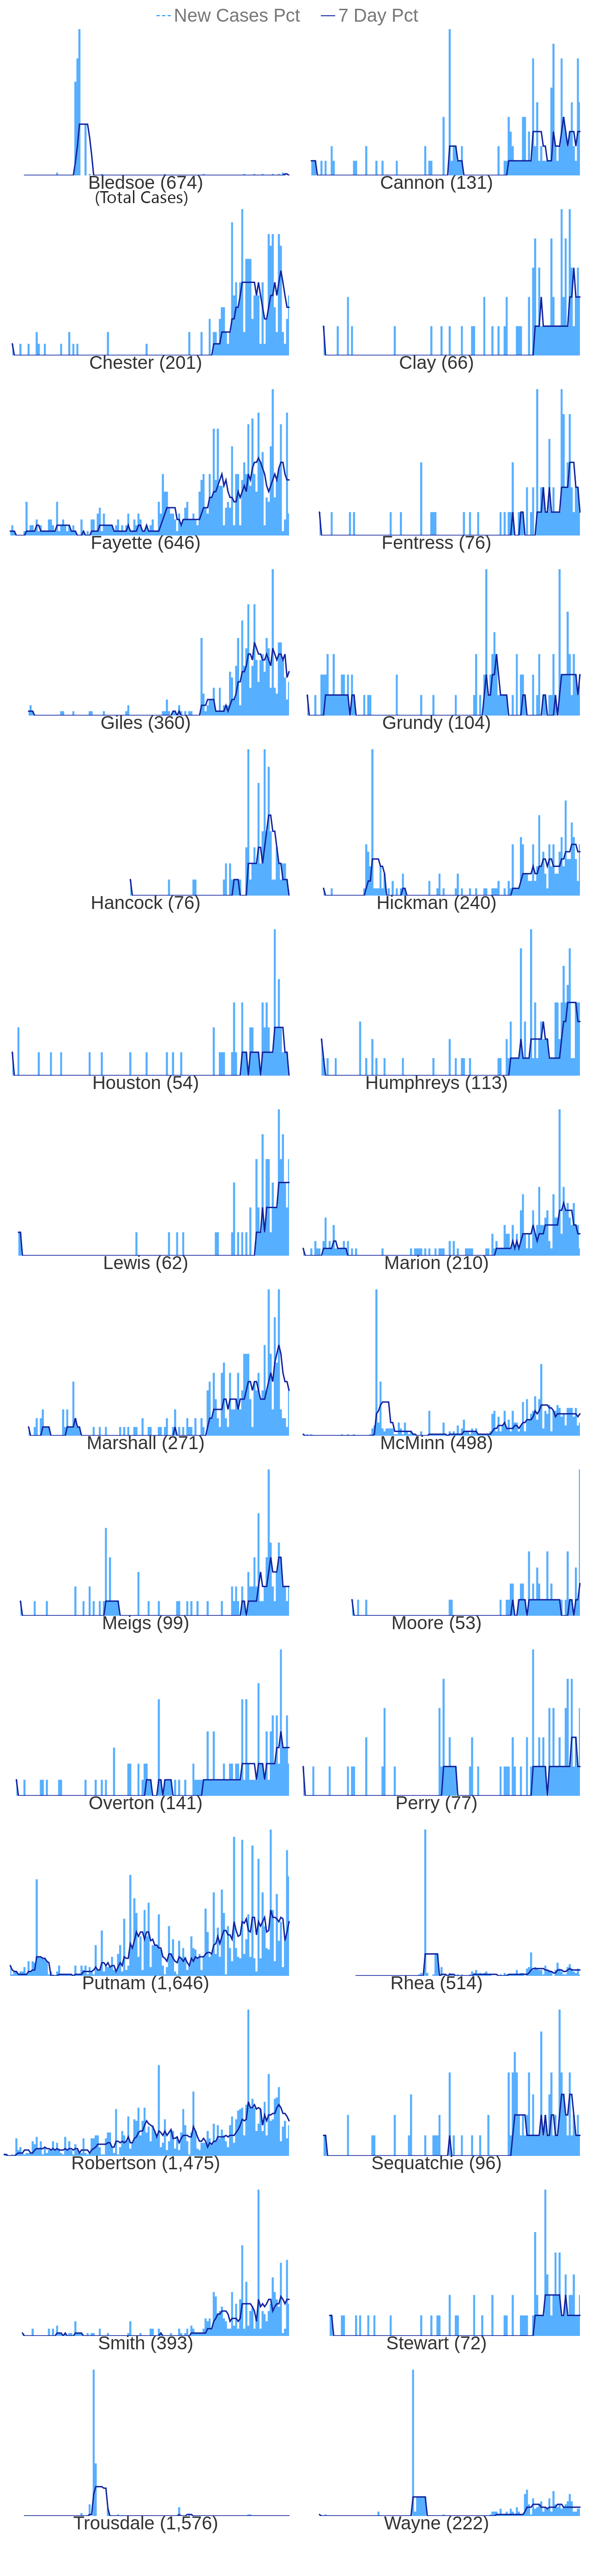 New Cases Pct 7 Day Pct
Bledsoe (674) Cannon (131)
(Total Cases)
Chester (201) Clay (66)
Fayette (646) Fentress (76)
Giles (360) Grundy (104)
Hancock (76) Hickman (240)
Houston (54) Humphreys (113)
Lewis (62) Marion (210)
Marshall (271) McMinn (498)
Meigs (99) Moore (53)
Overton (141) Perry (77)
Putnam (1,646) Rhea (514)
Robertson (1,475) Sequatchie (96)
Smith (393) Stewart (72)
Trousdale (1,576) Wayne (222)